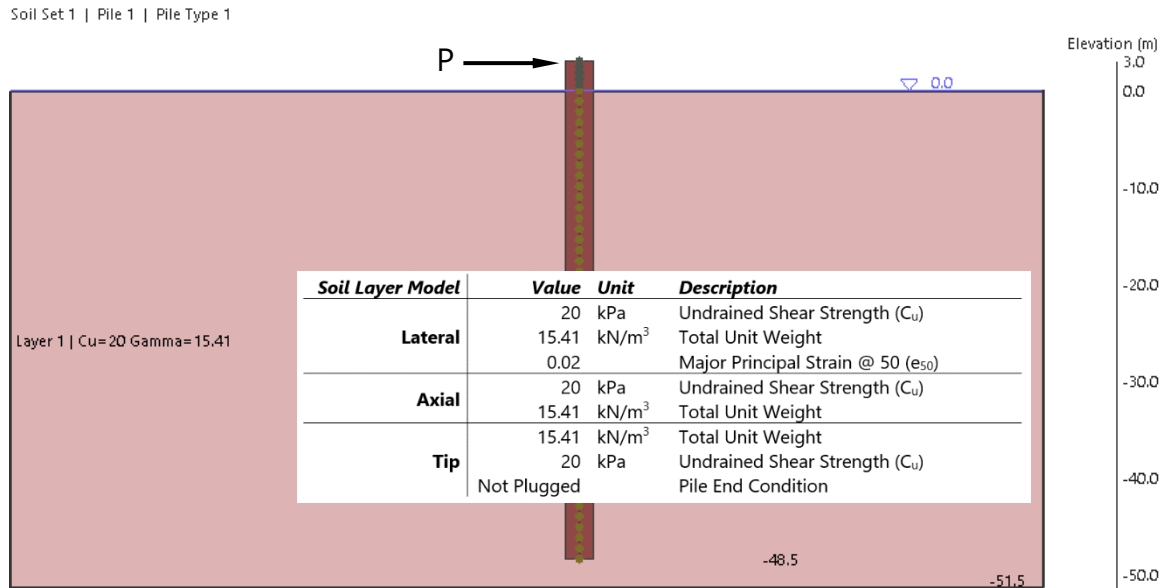 Soil Set 1 | Pile 1 | Pile Type 1
Elevation (m)
P
3.0
0.0
0.0
-10.0
-20.0
Soil Layer Model Value Unit Description
20 kPa Undrained Shear Strength (Cu)
Lateral 15.41 kN/m³ Total Unit Weight
0.02 Major Principal Strain @ 50 (e50)
Layer 1 | Cu=20 Gamma=15.41
-30.0
Axial 20 kPa Undrained Shear Strength (Cu)
15.41 kN/m³ Total Unit Weight
15.41 kN/m³ Total Unit Weight
Tip 20 kPa Undrained Shear Strength (Cu)
Not Plugged Pile End Condition
-40.0
-48.5
-50.0
-51.5